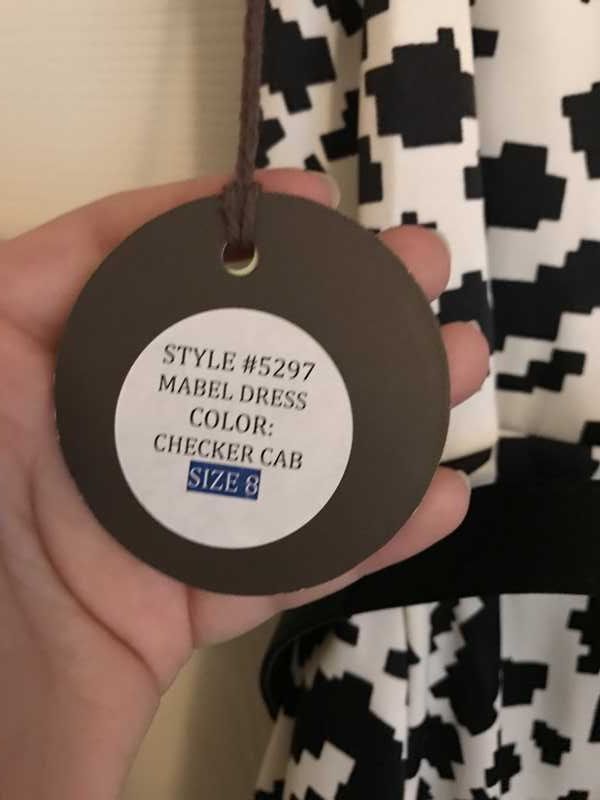 STYLE #5297
MABEL DRESS
COLOR:
CHECKER CAB
SIZE 8